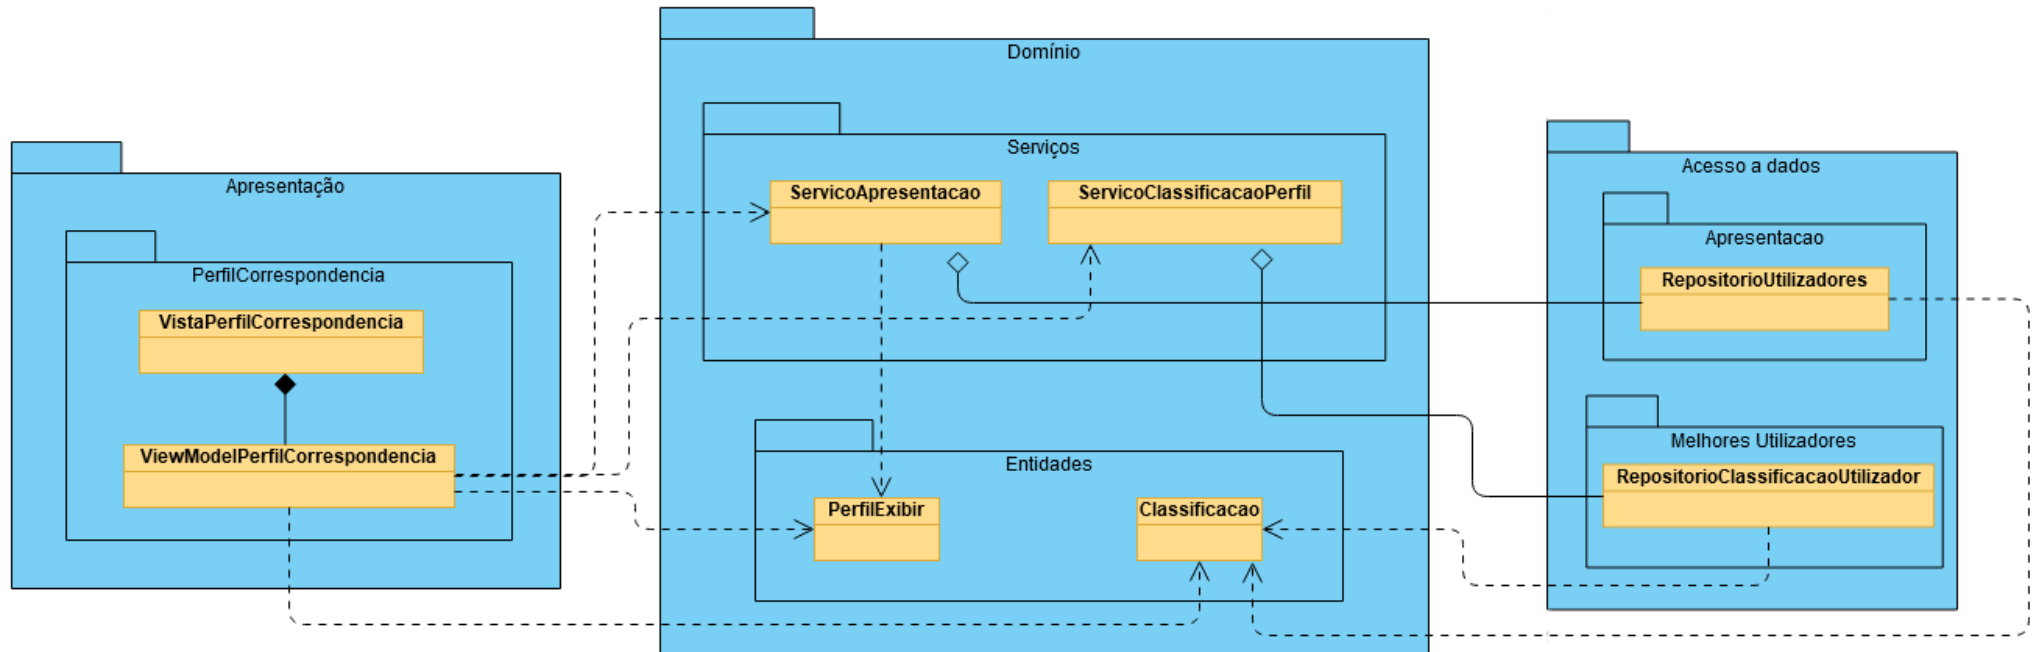 Apresentação
PerfilCorrespondencia
VistaPerfilCorrespondencia
ViewModelPerfilCorrespondencia
Domínio
Serviços
ServicoApresentacao
ServicoClassificacaoPerfil
Entidades
PerfilExibir
Classificacao
Acesso a dados
Apresentacao
RepositorioUtilizadores
Melhores Utilizadores
RepositorioClassificacaoUtilizador